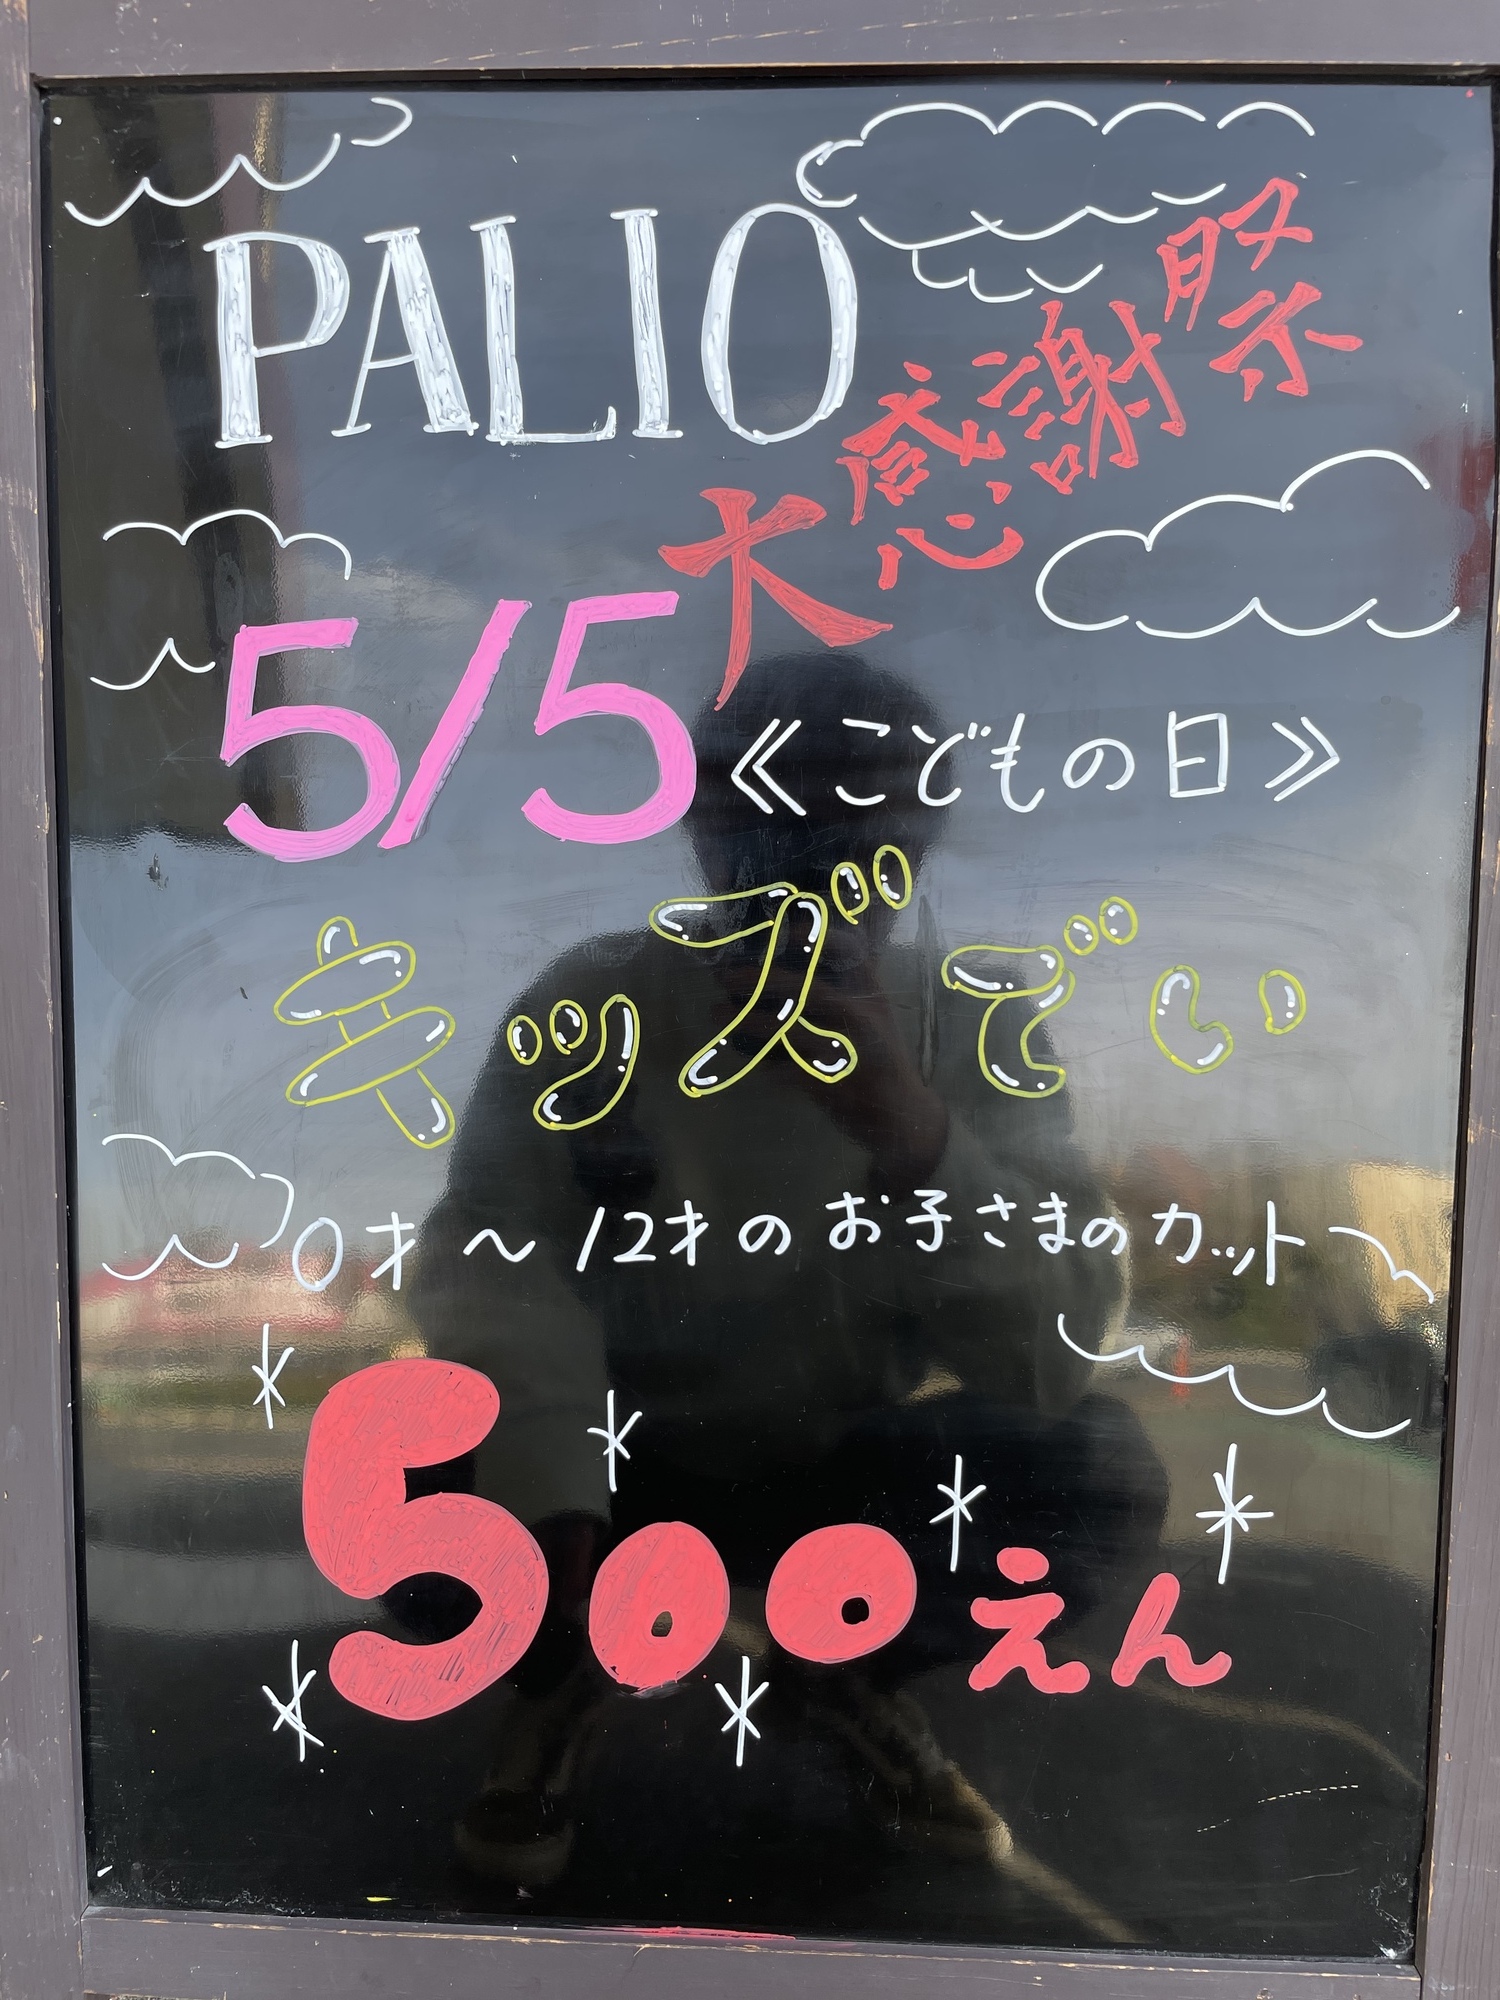 PALIO
大感謝祭
5/5《こどもの日》
キッズでい
0才～12才のお子さまのカット
500えん